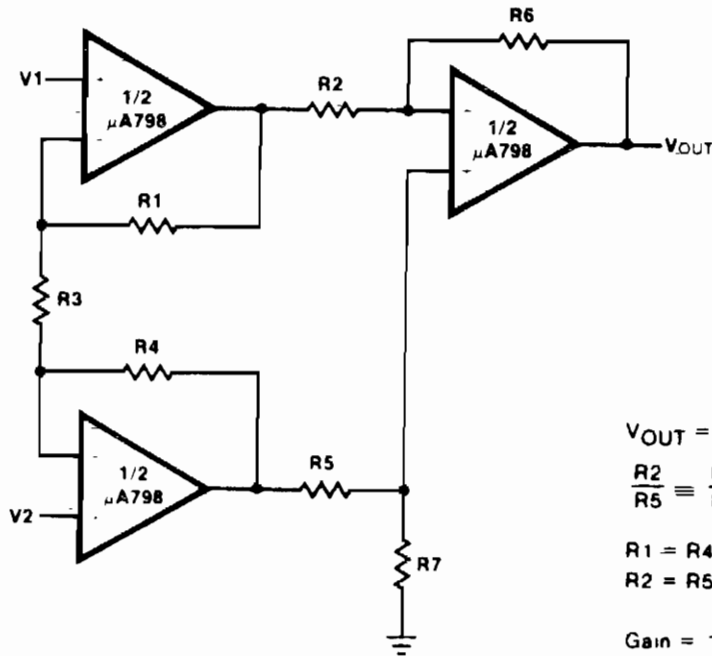 R6
V1
1/2
μA798
R2
1/2
μA798
VOUT
R1
R3
R4
1/2
μA798
R5
V2
R7
VOUT =
R2
R5 ≡
R1 = R4
R2 = R5
Gain =